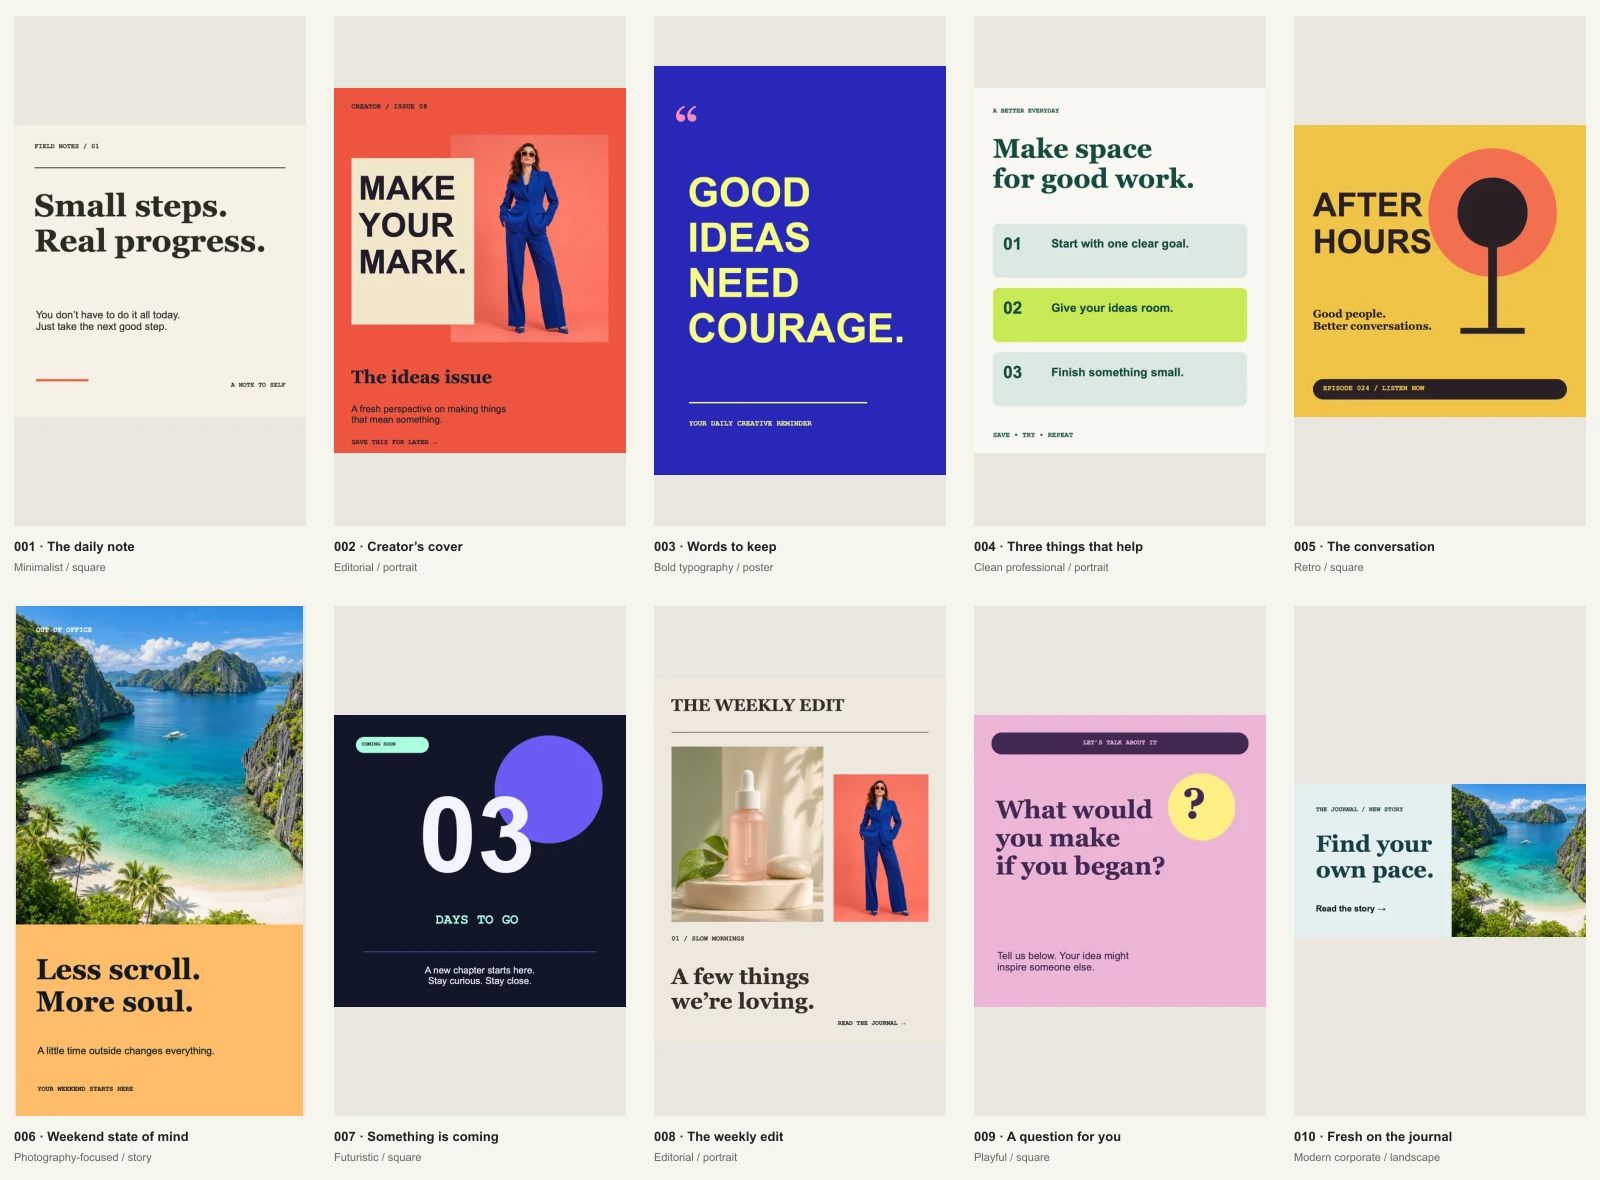 FIELD NOTES / 01
Small steps.
Real progress.
You don’t have to do it all today.
Just take the next good step.
A NOTE TO SELF
001 · The daily note
Minimalist / square
CREATOR / ISSUE 08
MAKE
YOUR
MARK.
The ideas issue
A fresh perspective on making things
that mean something.
SAVE THIS FOR LATER →
002 · Creator’s cover
Editorial / portrait
“
GOOD
IDEAS
NEED
COURAGE.
YOUR DAILY CREATIVE REMINDER
003 · Words to keep
Bold typography / poster
A BETTER EVERYDAY
Make space
for good work.
01 Start with one clear goal.
02 Give your ideas room.
03 Finish something small.
SAVE • TRY • REPEAT
004 · Three things that help
Clean professional / portrait
AFTER
HOURS
Good people.
Better conversations.
EPISODE 024 / LISTEN NOW
005 · The conversation
Retro / square
OUT OF OFFICE
Less scroll.
More soul.
A little time outside changes everything.
YOUR WEEKEND STARTS HERE
006 · Weekend state of mind
Photography-focused / story
COMING SOON
03
DAYS TO GO
A new chapter starts here.
Stay curious. Stay close.
007 · Something is coming
Futuristic / square
THE WEEKLY EDIT
01 / SLOW MORNINGS
A few things
we’re loving.
READ THE JOURNAL →
008 · The weekly edit
Editorial / portrait
LET'S TALK ABOUT IT
What would
you make
if you began?
?
Tell us below. Your idea might
inspire someone else.
009 · A question for you
Playful / square
THE JOURNAL / NEW STORY
Find your
own pace.
Read the story →
010 · Fresh on the journal
Modern corporate / landscape